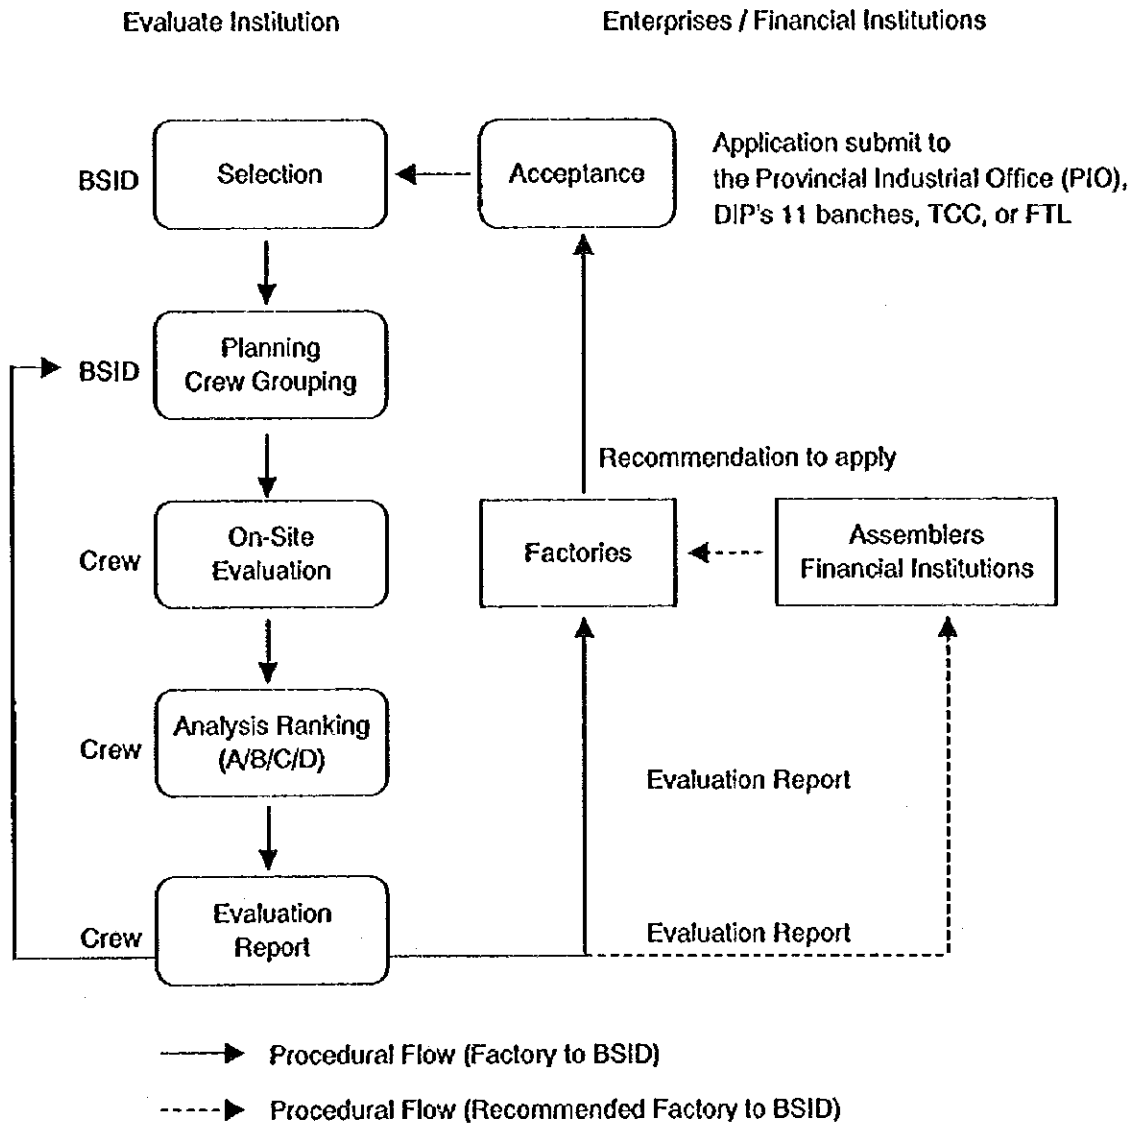 Evaluate Institution
Enterprises / Financial Institutions
BSID
Selection
Acceptance
Application submit to
the Provincial Industrial Office (PIO),
DIP's 11 banches, TCC, or FTL
BSID
Planning
Crew Grouping
Recommendation to apply
Crew
On-Site
Evaluation
Factories
Assemblers
Financial Institutions
Crew
Analysis Ranking
(A/B/C/D)
Evaluation Report
Crew
Evaluation
Report
Evaluation Report
Procedural Flow (Factory to BSID)
Procedural Flow (Recommended Factory to BSID)